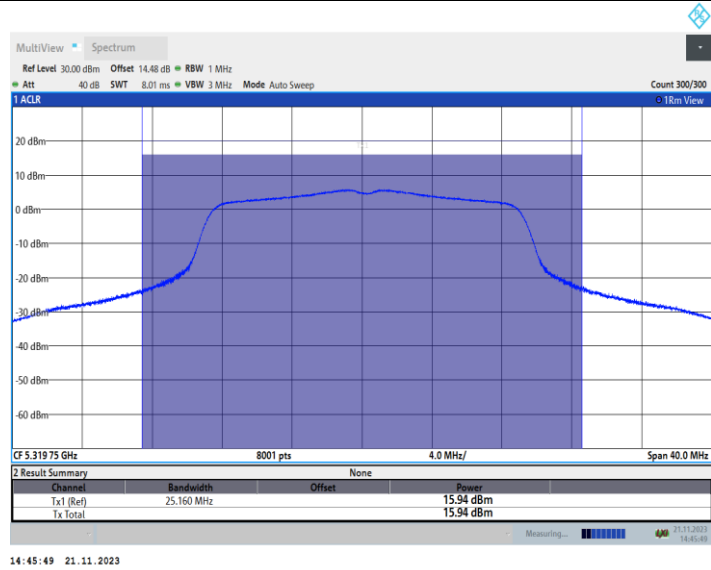 R&S
MultiView Spectrum
Ref Level 30.00 dBm Offset 14.48 dB RBW 1 MHz
Att 40 dB SWT 8.01 ms VBW 3 MHz Mode Auto Sweep Count 300/300
1 ACLR 1Rm View
20 dBm
10 dBm
0 dBm
-10 dBm
-20 dBm
-30 dBm
-40 dBm
-50 dBm
-60 dBm
CF 5.319 75 GHz 8001 pts 4.0 MHz/ Span 40.0 MHz
2 Result Summary None
Channel Bandwidth Offset Power
Tx1 (Ref) 25.160 MHz 15.94 dBm
Tx Total 15.94 dBm
Measuring... 21.11.2023
14:45:49
14:45:49 21.11.2023